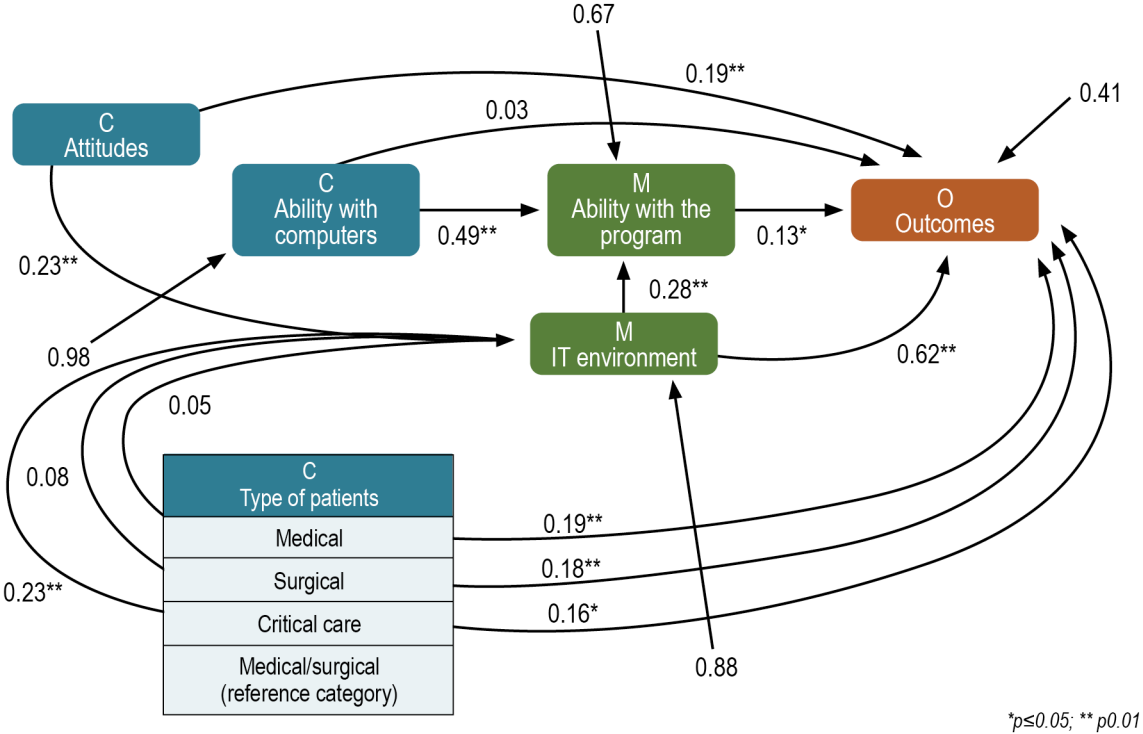 0.67
0.19**
0.41
0.03
C
Attitudes
C
Ability with
computers
0.49**
M
Ability with the
program
0.13*
O
Outcomes
0.23**
0.28**
0.98
M
IT environment
0.62**
0.05
0.08
C
Type of patients
Medical
0.19**
Surgical
0.18**
0.23**
Critical care
0.16*
Medical/surgical
(reference category)
0.88
*p≤0.05; ** p0.01